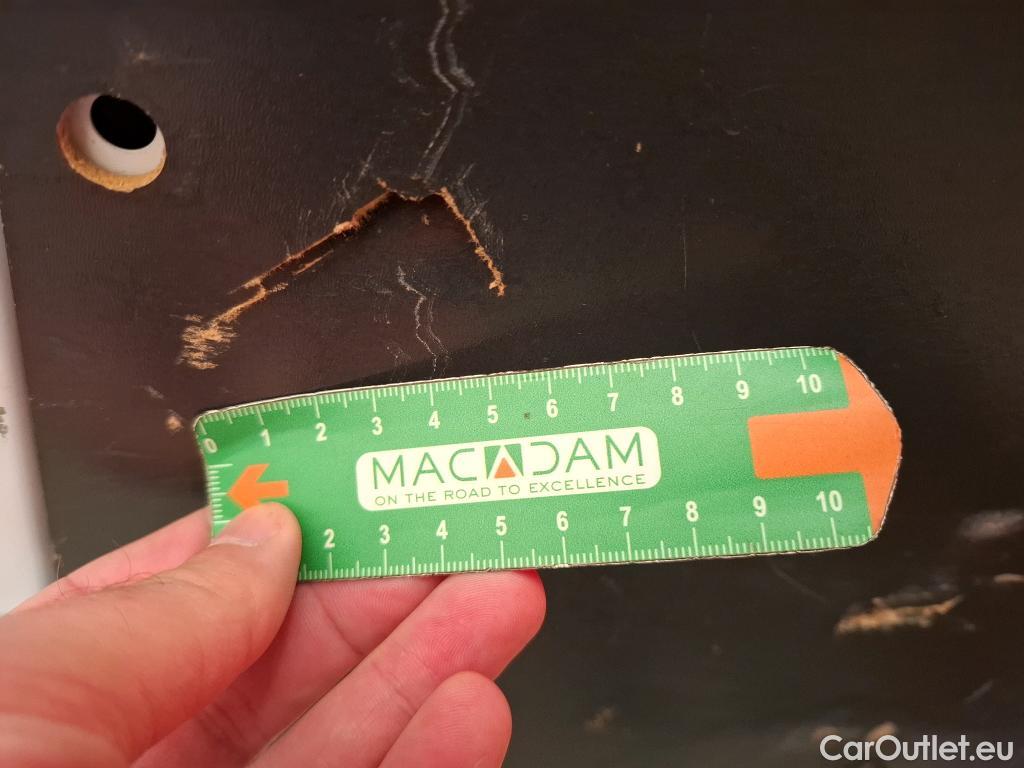 0 1 2 3 4 5 6 7 8 9 10
MACADAM
ON THE ROAD TO EXCELLENCE
2 3 4 5 6 7 8 9 10
CarOutlet.eu